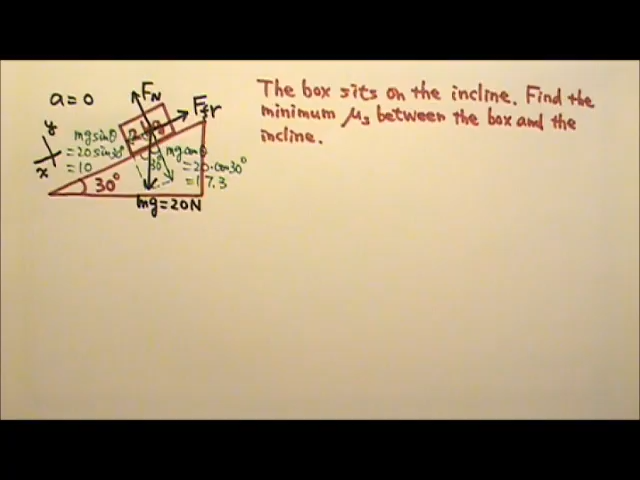 The box sits on the incline. Find the
minimum μs between the box and the
incline.
a = 0
FN
Ffr
y
x
mg sinθ
= 20 sin30°
= 10
mg cosθ
= 20·cos30°
= 17.3
30°
30°
mg = 20N